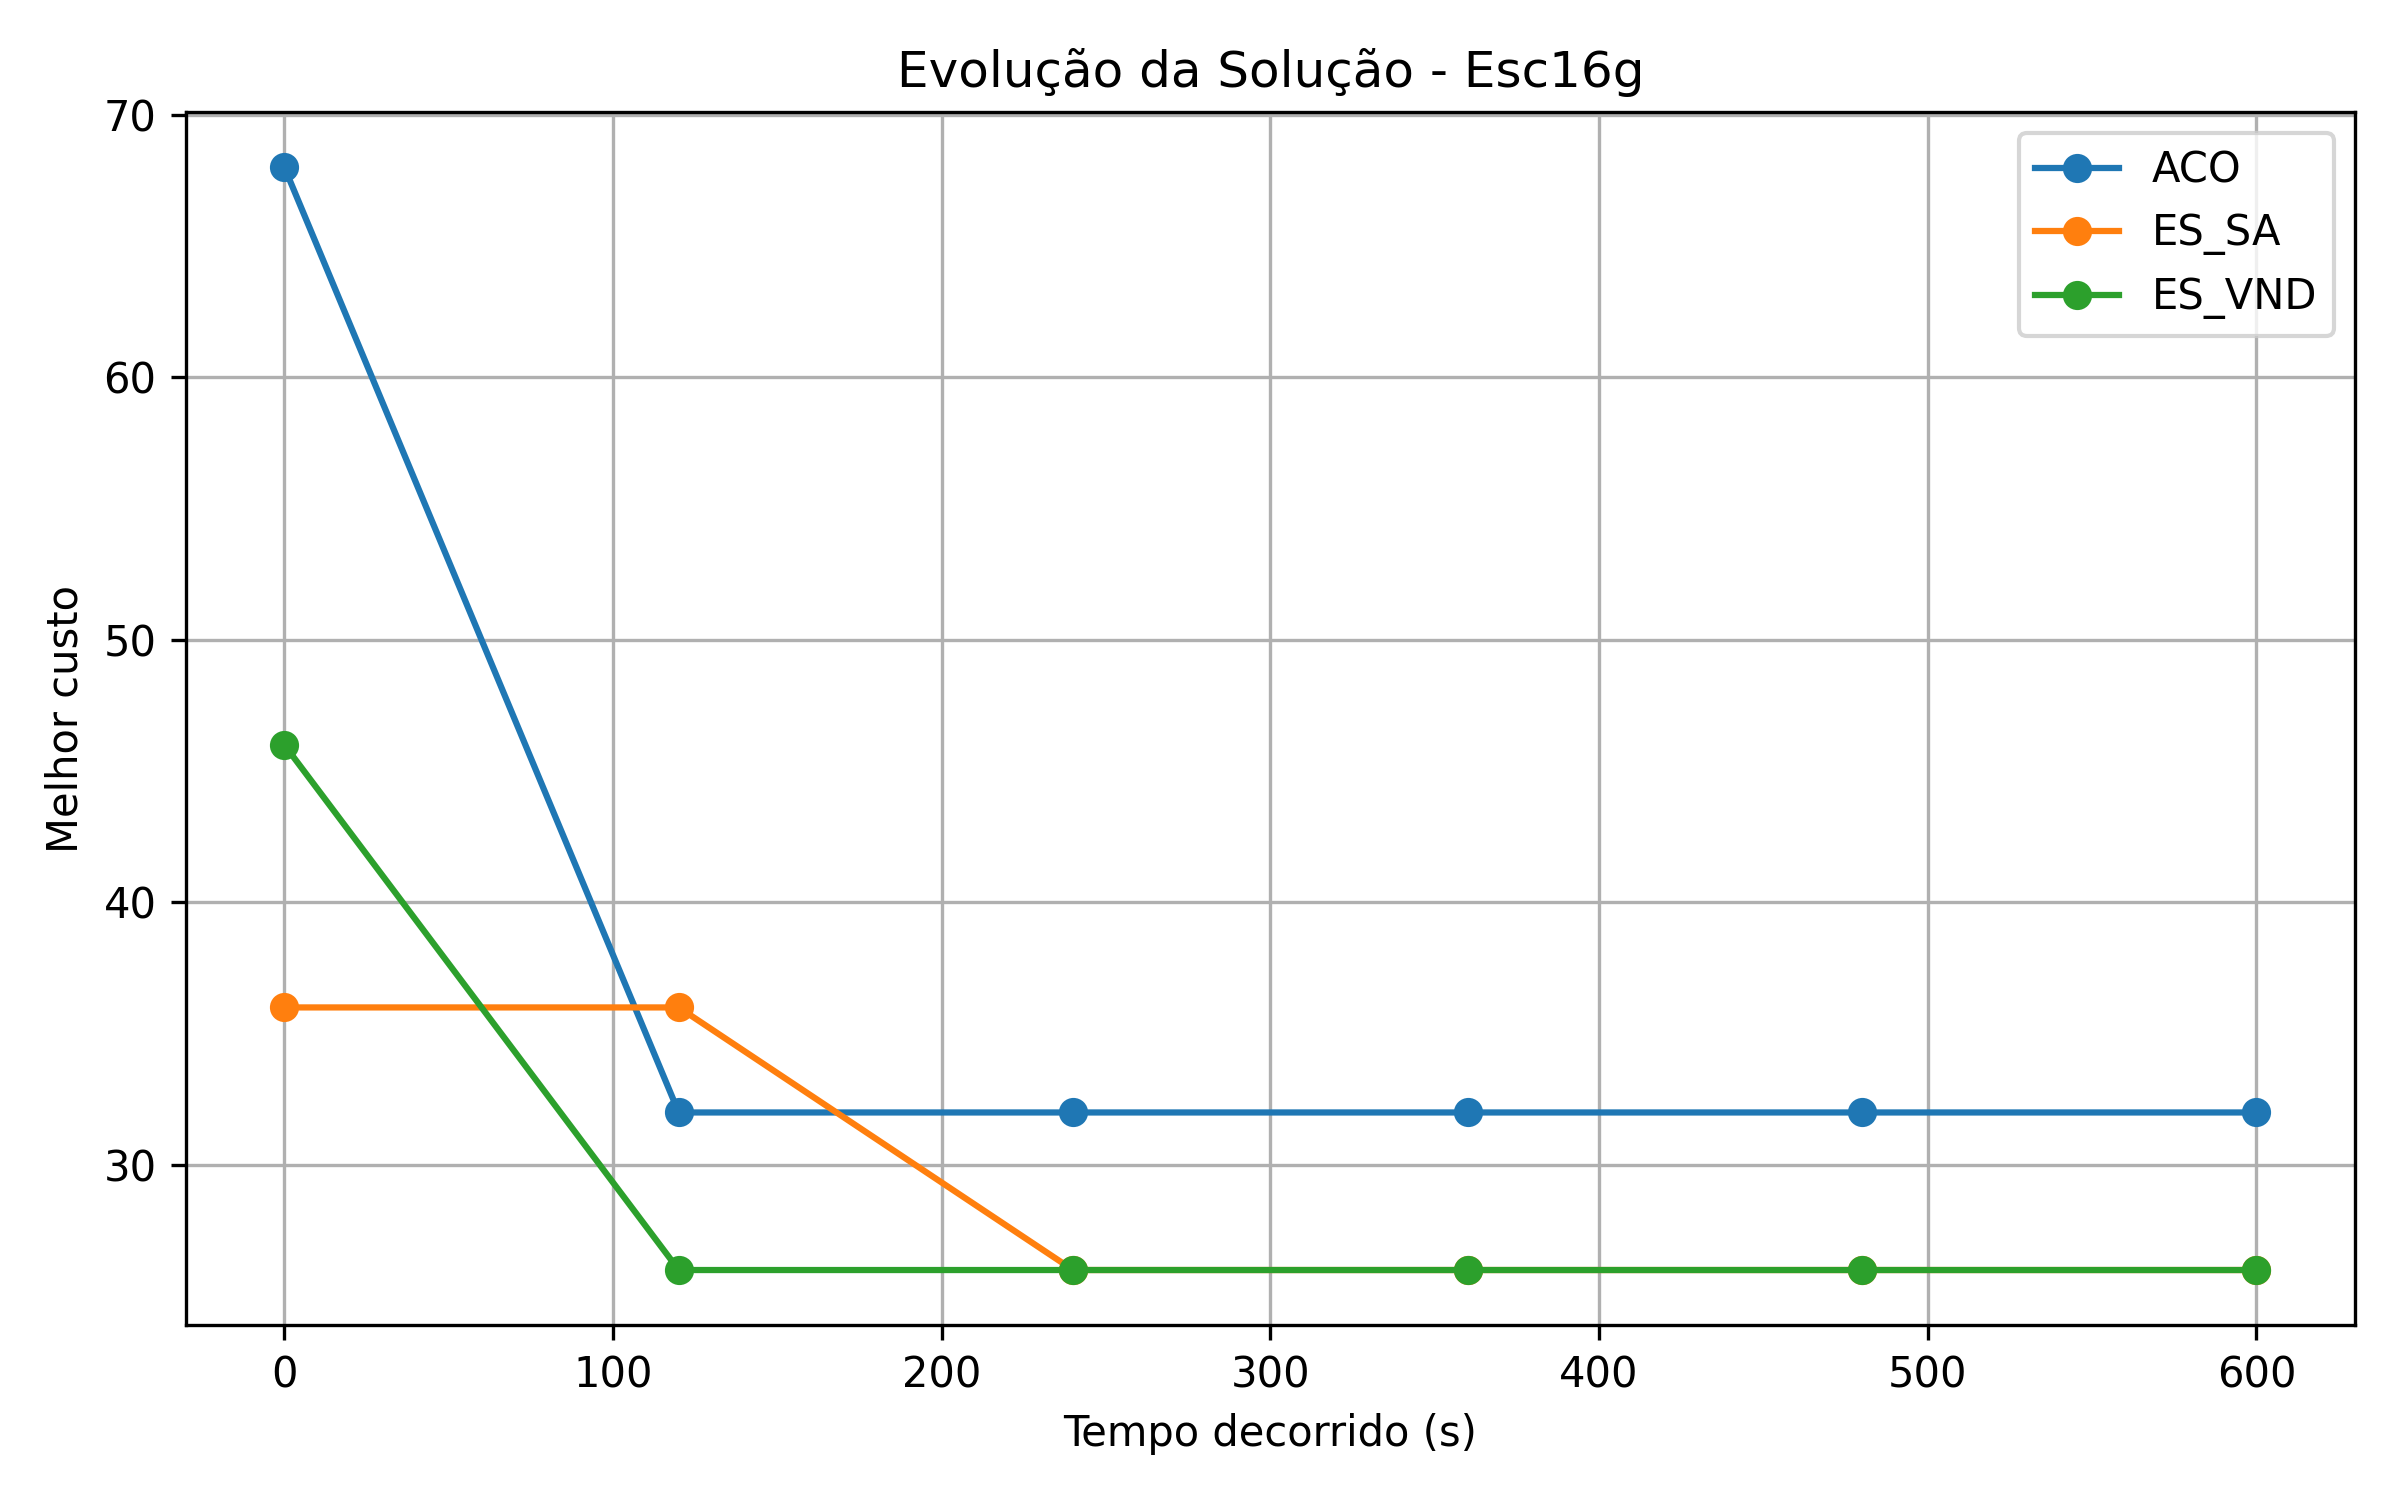 Evolução da Solução - Esc16g
70
60
50
40
30
Melhor custo
ACO
ES_SA
ES_VND
0 100 200 300 400 500 600
Tempo decorrido (s)